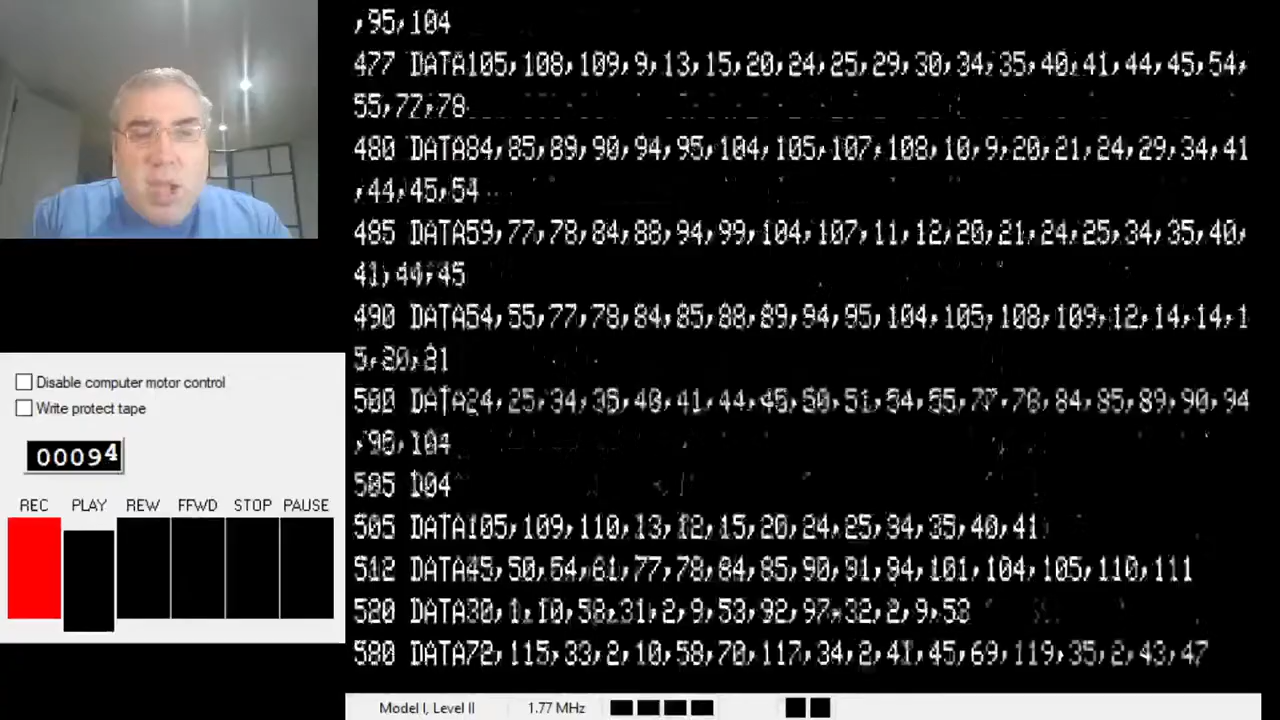 ,95,104
477 DATA105,108,109,9,13,15,20,24,25,29,30,34,35,40,41,44,45,54,
55,77,78
480 DATA84,85,89,90,94,95,104,105,107,108,10,9,20,21,24,29,34,41
,44,45,54
485 DATA59,77,78,84,88,94,99,104,107,11,12,20,21,24,25,34,35,40,
41,44,45
490 DATA54,55,77,78,84,85,88,89,94,95,104,105,108,109,12,14,14,1
5,20,21
500 DATA24,25,34,35,40,41,44,45,50,51,54,55,77,78,84,85,89,90,94
,104
505 D04
505 DATA105,109,110,13,12,15,20,24,25,34,35,40,41
512 DATA45,50,54,61,77,78,84,85,90,91,94,101,104,105,110,111
520 DATA30,1,10,58,31,2,9,53,92,97,32,2,9,53
580 DATA72,115,33,2,10,58,70,117,34,2,41,45,69,119,35,2,43,47
Disable computer motor control
Write protect tape
00094
REC PLAY REW FFWD STOP PAUSE
Model I, Level II 1.77 MHz